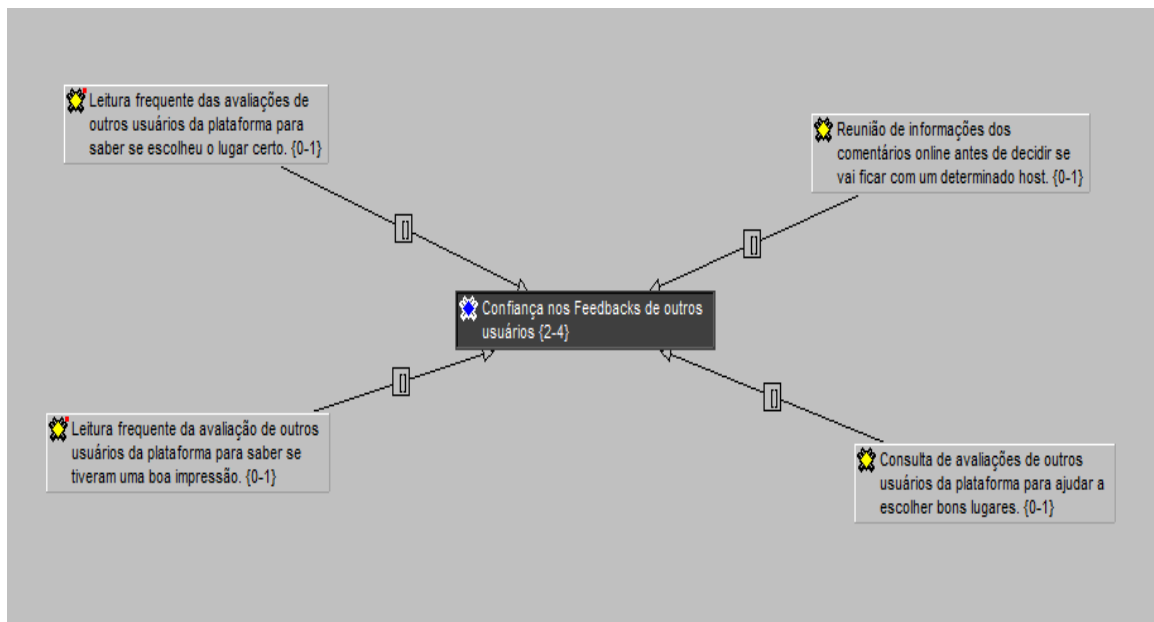 Leitura frequente das avaliações de
outros usuários da plataforma para
saber se escolheu o lugar certo. {0-1}
Reunião de informações dos
comentários online antes de decidir se
vai ficar com um determinado host. {0-1}
[]
[]
Confiança nos Feedbacks de outros
usuários {2-4}
[]
[]
Leitura frequente da avaliação de outros
usuários da plataforma para saber se
tiveram uma boa impressão. {0-1}
Consulta de avaliações de outros
usuários da plataforma para ajudar a
escolher bons lugares. {0-1}